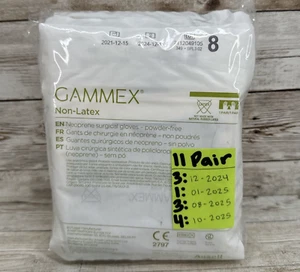 2021-12-15
8
GAMMEX®
Non-Latex
EN Neoprene surgical gloves - powder-free
FR Gants de chirurgie en néoprène - non poudrés
ES Guantes quirúrgicos de neopreno - sin polvo
PT Luva cirúrgica sintética de policloropreno
(neopreno) - sem pó
11 Pair
3: 12-2024
1: 01-2025
3: 08-2025
4: 10-2025
CE
2797